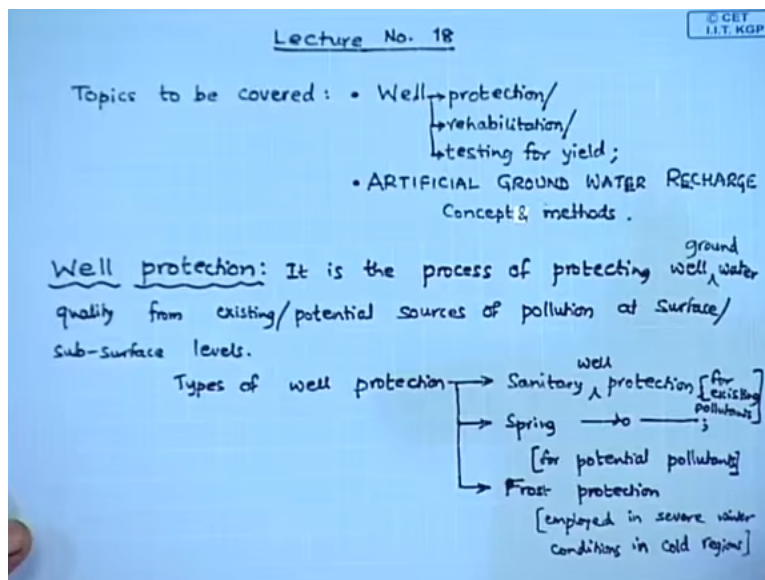 Lecture No. 18
© CET
I.I.T. KGP
Topics to be covered : • Well → protection/
→ rehabilitation/
→ testing for yield ;
• ARTIFICIAL GROUND WATER RECHARGE
Concept & methods .
Well protection: It is the process of protecting well ground water
quality from existing/potential sources of pollution at surface/
sub-surface levels.
Types of well protection → Sanitary well protection [for existing pollutants]
→ Spring —"— ;
[for potential pollutants]
→ Frost protection
[employed in severe winter
conditions in cold regions]